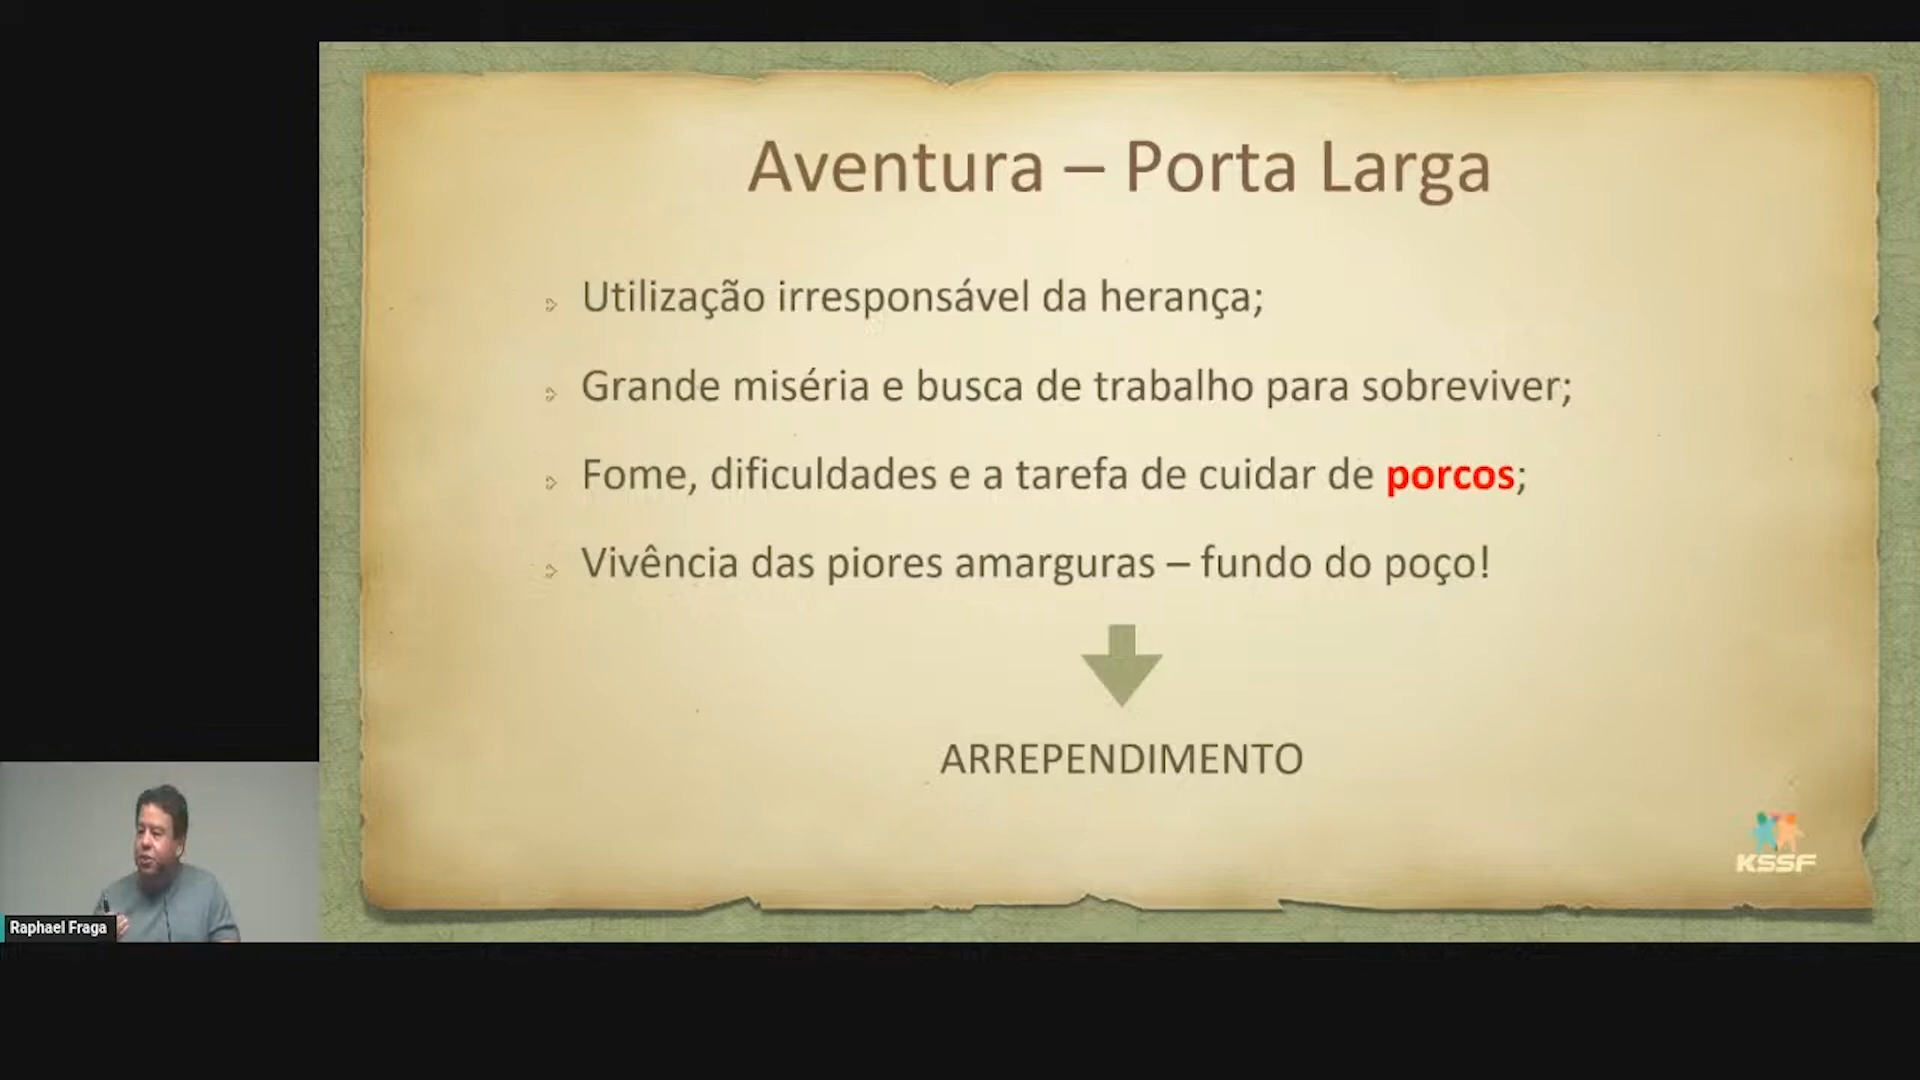 Aventura – Porta Larga
Utilização irresponsável da herança;
Grande miséria e busca de trabalho para sobreviver;
Fome, dificuldades e a tarefa de cuidar de porcos;
Vivência das piores amarguras – fundo do poço!
ARREPENDIMENTO
KSSF
Raphael Fraga